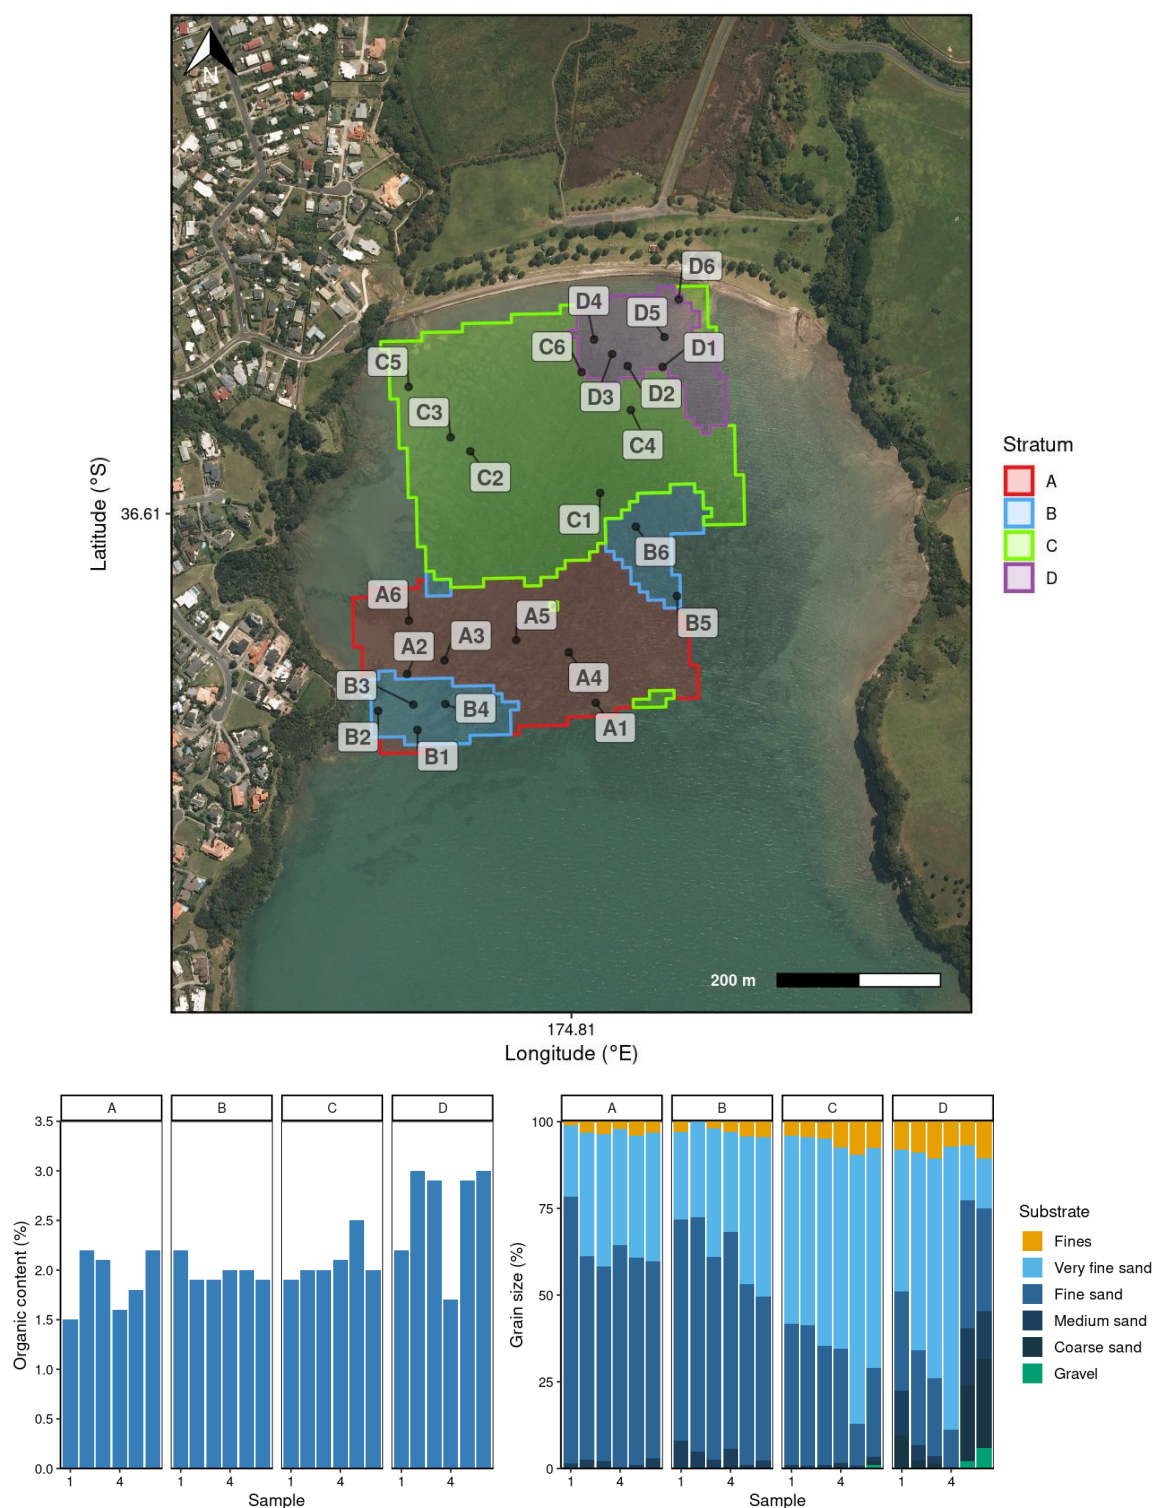 N
D6
D4
D5
C6
D1
C5
D3
D2
C3
C4
C2
C1
36.61
B6
A6
A5
B5
A2
A3
A4
B3
B4
B2
A1
B1
Latitude (°S)
Stratum
A
B
C
D
200 m
174.81
Longitude (°E)
A
B
C
D
3.5
3.0
2.5
2.0
1.5
1.0
0.5
0.0
Organic content (%)
1
4
1
4
1
4
1
4
Sample
A
B
C
D
100
75
50
25
0
Grain size (%)
1
4
1
4
1
4
1
4
Sample
Substrate
Fines
Very fine sand
Fine sand
Medium sand
Coarse sand
Gravel